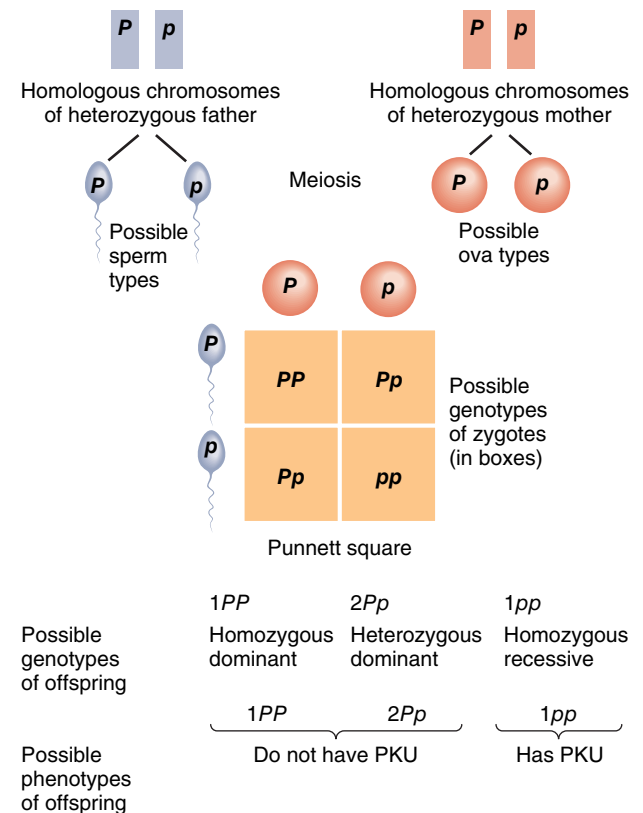 P p
P p
Homologous chromosomes
of heterozygous father
Homologous chromosomes
of heterozygous mother
P p
Meiosis
P p
Possible
sperm
types
Possible
ova types
P p
P
PP Pp
p
Pp pp
Possible
genotypes
of zygotes
(in boxes)
Punnett square
Possible
genotypes
of offspring
1PP
Homozygous
dominant
2Pp
Heterozygous
dominant
1pp
Homozygous
recessive
Possible
phenotypes
of offspring
1PP 2Pp
Do not have PKU
1pp
Has PKU